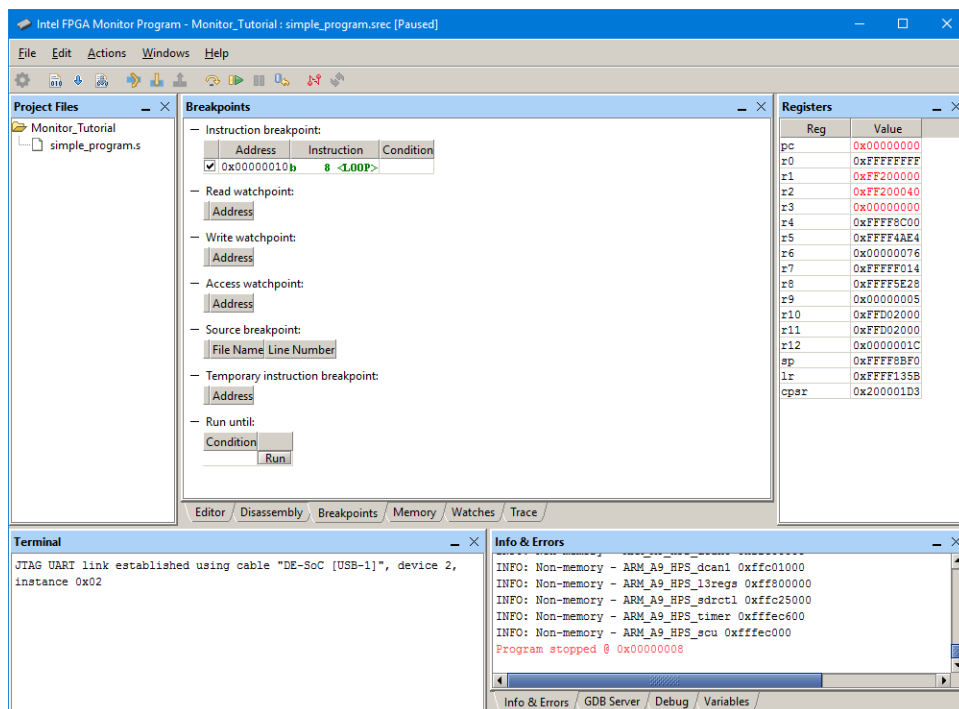 Intel FPGA Monitor Program - Monitor_Tutorial : simple_program.srec [Paused]
File Edit Actions Windows Help
Project Files
Monitor_Tutorial
simple_program.s
Breakpoints
Instruction breakpoint:
Address Instruction Condition
0x00000010 b 8 <LOOP>
Read watchpoint:
Address
Write watchpoint:
Address
Access watchpoint:
Address
Source breakpoint:
File Name Line Number
Temporary instruction breakpoint:
Address
Run until:
Condition
Run
Editor Disassembly Breakpoints Memory Watches Trace
Registers
Reg Value
pc 0x00000000
r0 0xFFFFFFFF
r1 0xFF200000
r2 0xFF200040
r3 0x00000000
r4 0xFFFF8C00
r5 0xFFFF4AE4
r6 0x00000076
r7 0xFFFFF014
r8 0xFFFF5E28
r9 0x00000005
r10 0xFFD02000
r11 0xFFD02000
r12 0x0000001C
sp 0xFFFF8BF0
lr 0xFFFF135B
cpsr 0x200001D3
Terminal
JTAG UART link established using cable "DE-SoC [USB-1]", device 2,
instance 0x02
Info & Errors
INFO: Non-memory - ARM_A9_HPS_dcan1 0xffc01000
INFO: Non-memory - ARM_A9_HPS_l3regs 0xff800000
INFO: Non-memory - ARM_A9_HPS_sdrctl 0xffc25000
INFO: Non-memory - ARM_A9_HPS_timer 0xfffec600
INFO: Non-memory - ARM_A9_HPS_scu 0xfffec000
Program stopped @ 0x00000008
Info & Errors GDB Server Debug Variables